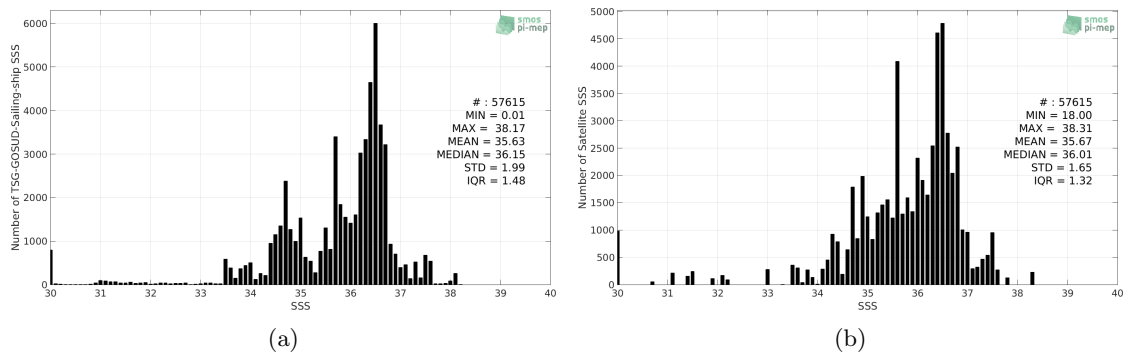 Number of TSG-GOSUD-Sailing-ship SSS
6000
5000
4000
3000
2000
1000
0
30 31 32 33 34 35 36 37 38 39 40
SSS
smos
pi-mep
# : 57615
MIN = 0.01
MAX = 38.17
MEAN = 35.63
MEDIAN = 36.15
STD = 1.99
IQR = 1.48
(a)
Number of Satellite SSS
5000
4500
4000
3500
3000
2500
2000
1500
1000
500
0
30 31 32 33 34 35 36 37 38 39 40
SSS
smos
pi-mep
# : 57615
MIN = 18.00
MAX = 38.31
MEAN = 35.67
MEDIAN = 36.01
STD = 1.65
IQR = 1.32
(b)